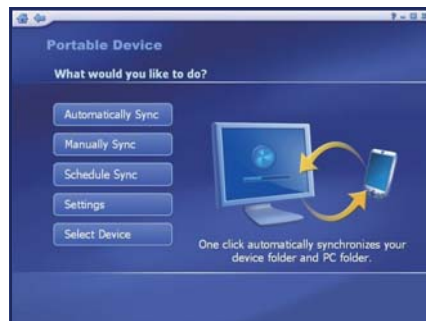 Portable Device
What would you like to do?
Automatically Sync
Manually Sync
Schedule Sync
Settings
Select Device
One click automatically synchronizes your
device folder and PC folder.